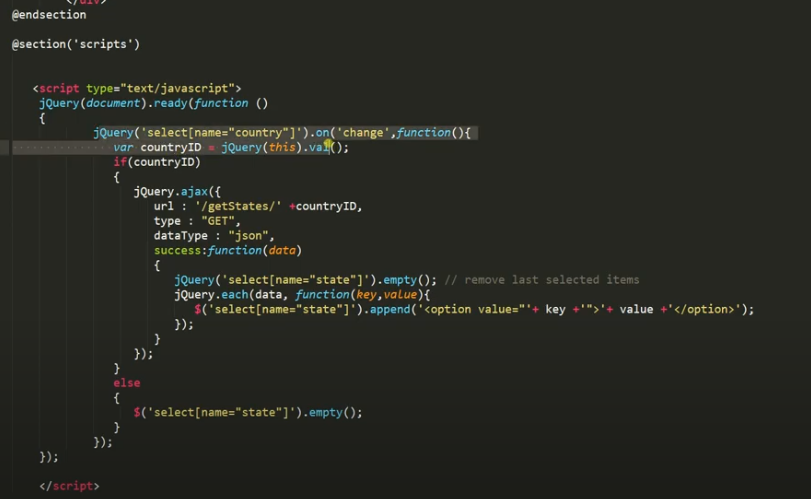 </div>
@endsection
@section('scripts')
<script type="text/javascript">
jQuery(document).ready(function ()
{
jQuery('select[name="country"]').on('change',function(){
var countryID = jQuery(this).val();
if(countryID)
{
jQuery.ajax({
url : '/getStates/' +countryID,
type : "GET",
dataType : "json",
success:function(data)
{
jQuery('select[name="state"]').empty(); // remove last selected items
jQuery.each(data, function(key,value){
$('select[name="state"]').append('<option value="'+ key +'">'+ value +'</option>');
});
}
});
}
else
{
$('select[name="state"]').empty();
}
});
});
</script>